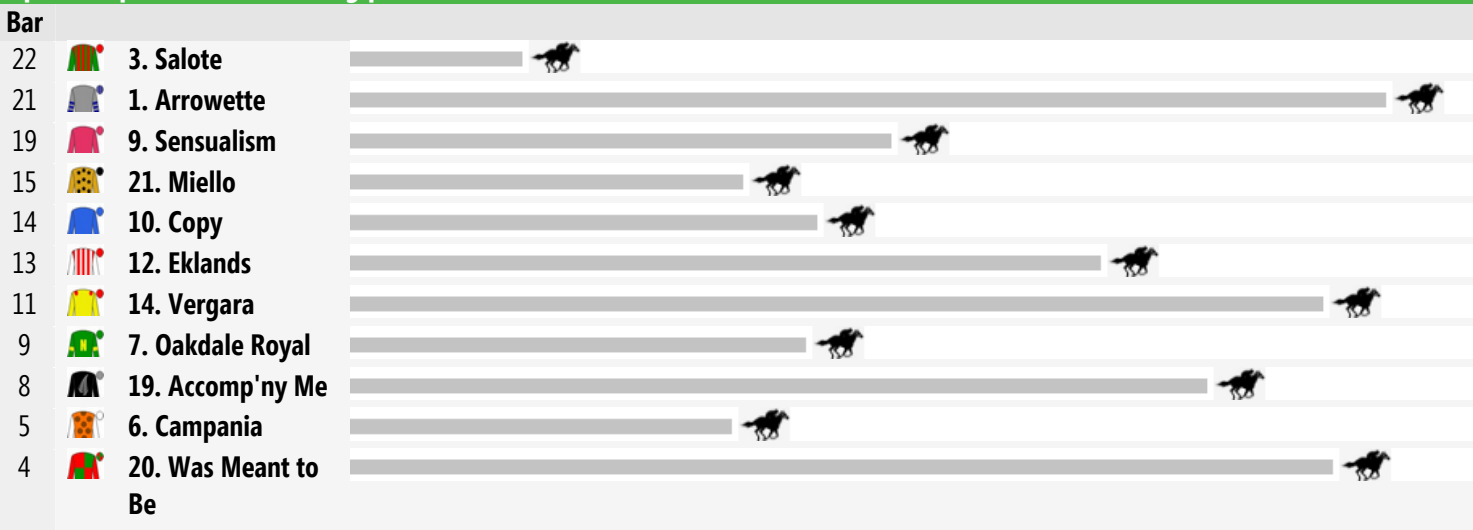 Bar
22 3. Salote
21 1. Arrowette
19 9. Sensualism
15 21. Miello
14 10. Copy
13 12. Eklands
11 14. Vergara
9 7. Oakdale Royal
N
8 19. Accomp'ny Me
5 6. Campania
4 20. Was Meant to
Be